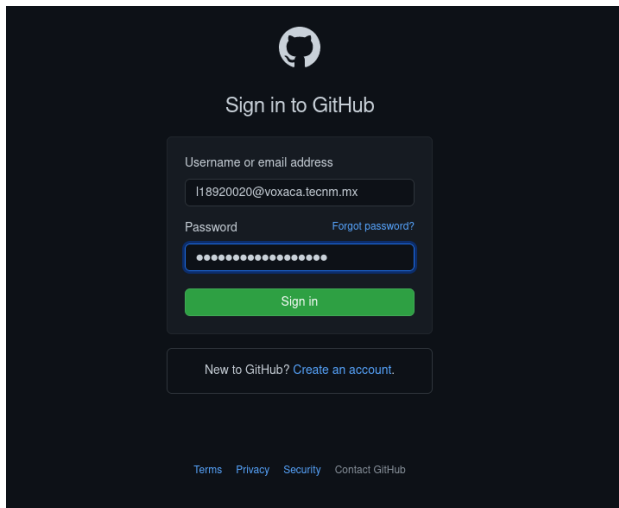 Sign in to GitHub
Username or email address
l18920020@voxaca.tecnm.mx
Password Forgot password?
●●●●●●●●●●●●●●●●●●
Sign in
New to GitHub? Create an account.
Terms Privacy Security Contact GitHub